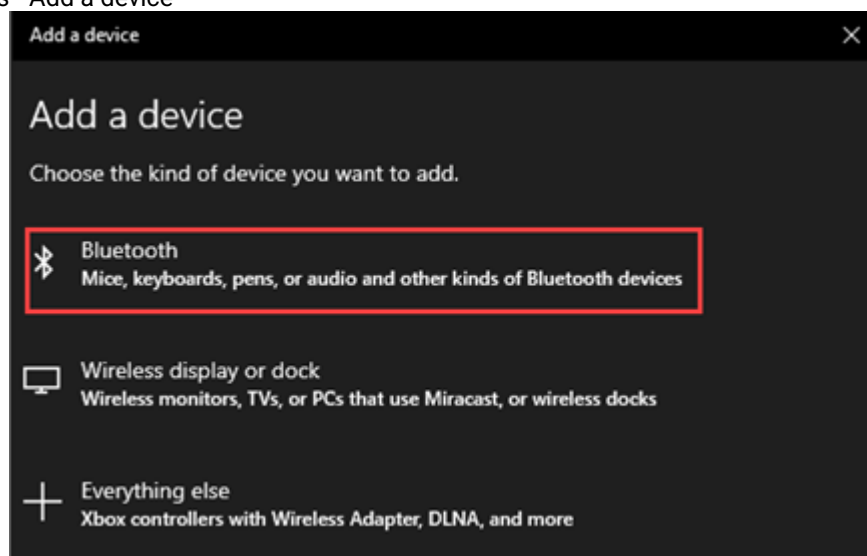 Add a device
Add a device
Add a device
Choose the kind of device you want to add.
Bluetooth
Mice, keyboards, pens, or audio and other kinds of Bluetooth devices
Wireless display or dock
Wireless monitors, TVs, or PCs that use Miracast, or wireless docks
Everything else
Xbox controllers with Wireless Adapter, DLNA, and more